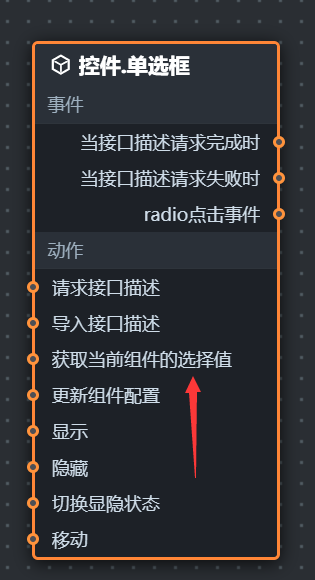 控件.单选框
事件
当接口描述请求完成时
当接口描述请求失败时
radio点击事件
动作
请求接口描述
导入接口描述
获取当前组件的选择值
更新组件配置
显示
隐藏
切换显隐状态
移动